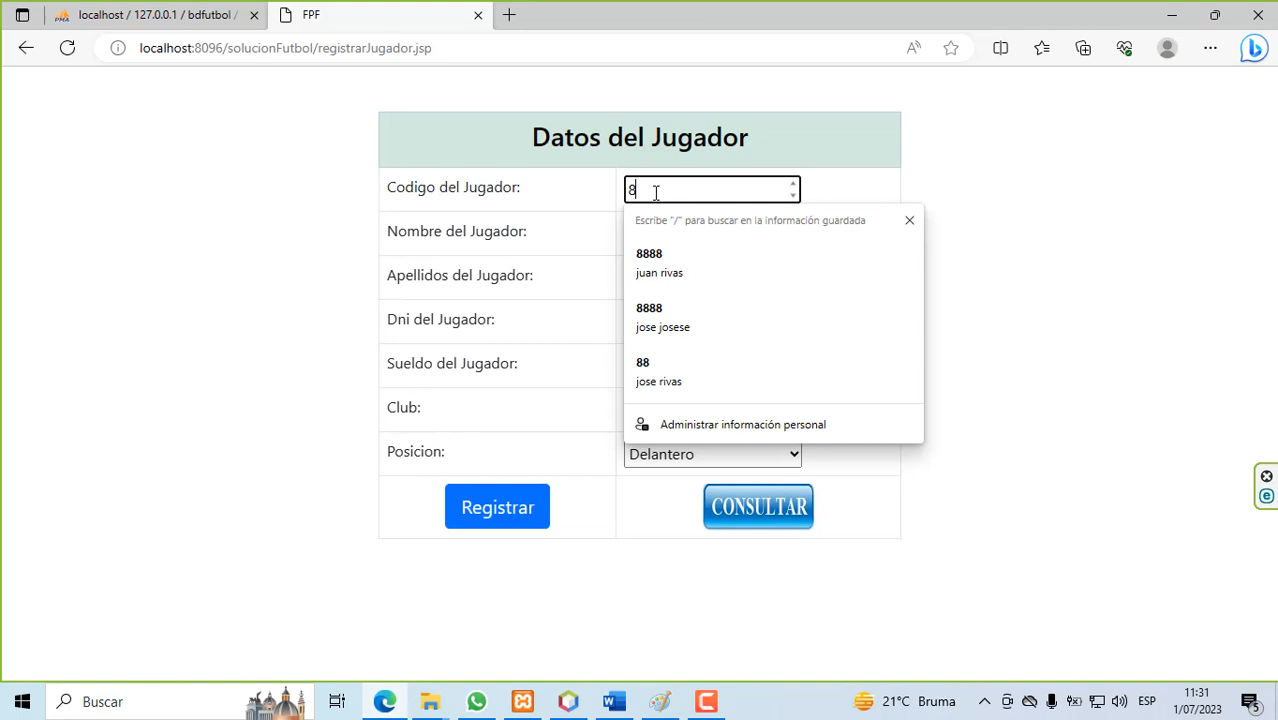 localhost / 127.0.0.1 / bdfutbol /
FPF
localhost:8096/solucionFutbol/registrarJugador.jsp
Datos del Jugador
Codigo del Jugador:
8
Escribe "/" para buscar en la información guardada
Nombre del Jugador:
8888
juan rivas
Apellidos del Jugador:
8888
jose josese
Dni del Jugador:
88
jose rivas
Sueldo del Jugador:
Club:
Administrar información personal
Posicion:
Delantero
Registrar
CONSULTAR
Buscar
21°C Bruma
ESP
11:31
1/07/2023
5